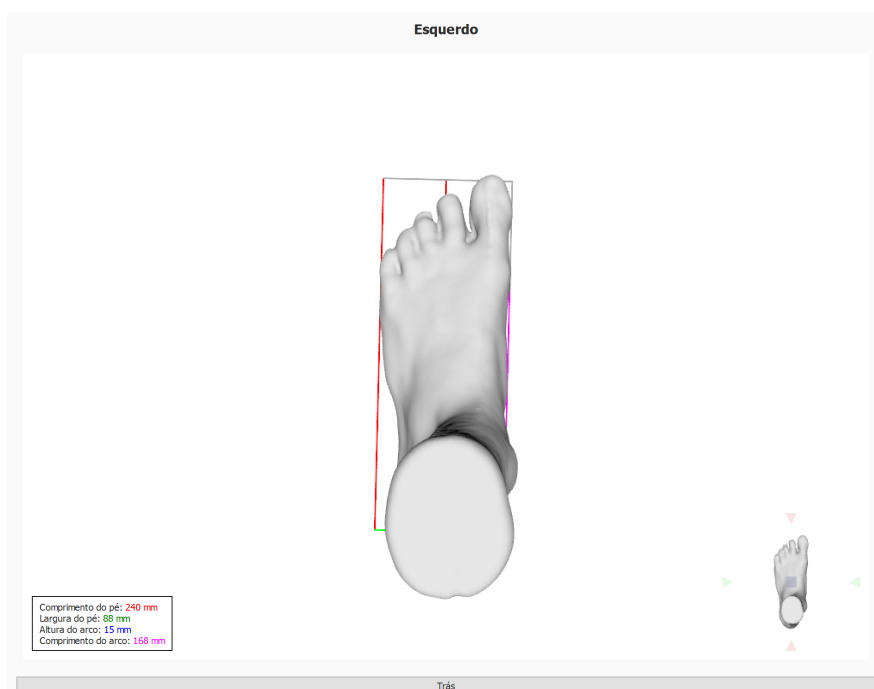 Esquerdo
Comprimento do pé: 240 mm
Largura do pé: 88 mm
Altura do arco: 15 mm
Comprimento do arco: 168 mm
Trás